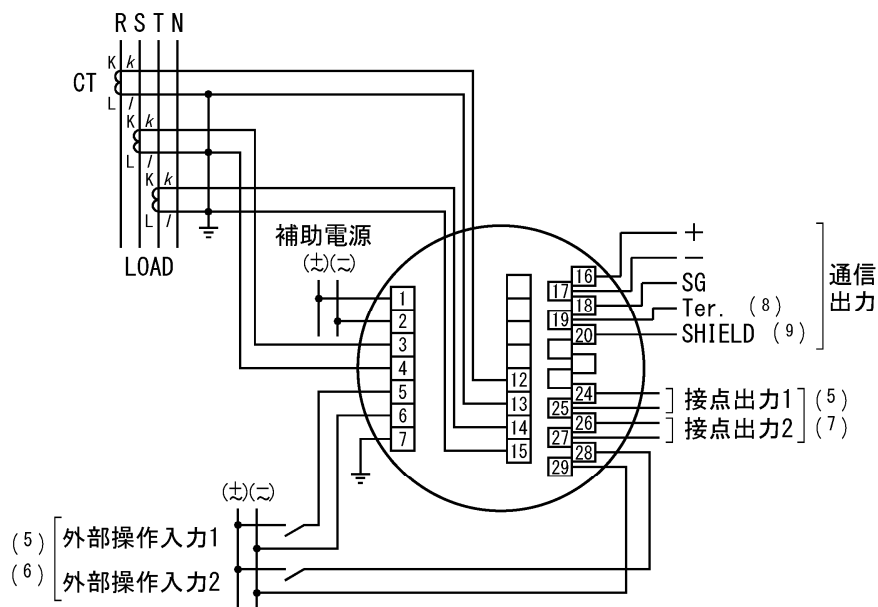 R S T N
K k
CT
L l
K k
L l
K k
L l
LOAD
補助電源
(±)(−)
1
2
3
4
5
6
7
12
13
14
15
16
17
18
19
20
24
25
26
27
28
29
+
−
SG
Ter. (8)
SHIELD (9)
通信
出力
接点出力1 (5)
接点出力2 (7)
(±)(−)
(5) 外部操作入力1
(6) 外部操作入力2